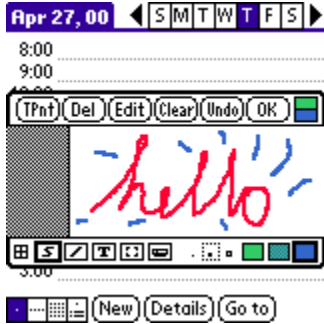 Apr 27, 00 S M T W T F S
8:00
9:00
TPnt Del Edit Clear Undo OK
hello
S T
3:00
New Details Go to